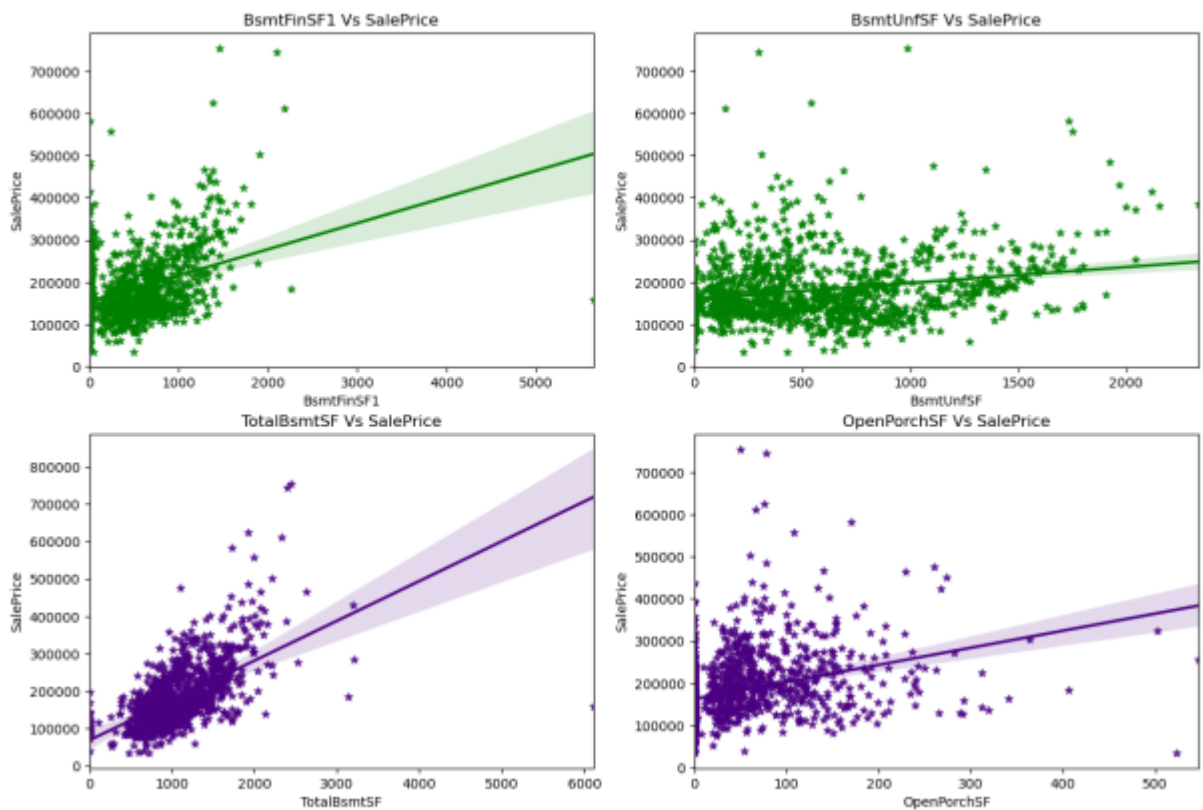 BsmtFinSF1 Vs SalePrice
700000
600000
500000
400000
300000
200000
100000
0
SalePrice
0 1000 2000 3000 4000 5000
BsmtFinSF1
BsmtUnfSF Vs SalePrice
700000
600000
500000
400000
300000
200000
100000
0
SalePrice
0 500 1000 1500 2000
BsmtUnfSF
TotalBsmtSF Vs SalePrice
800000
700000
600000
500000
400000
300000
200000
100000
0
SalePrice
0 1000 2000 3000 4000 5000 6000
TotalBsmtSF
OpenPorchSF Vs SalePrice
700000
600000
500000
400000
300000
200000
100000
0
SalePrice
0 100 200 300 400 500
OpenPorchSF